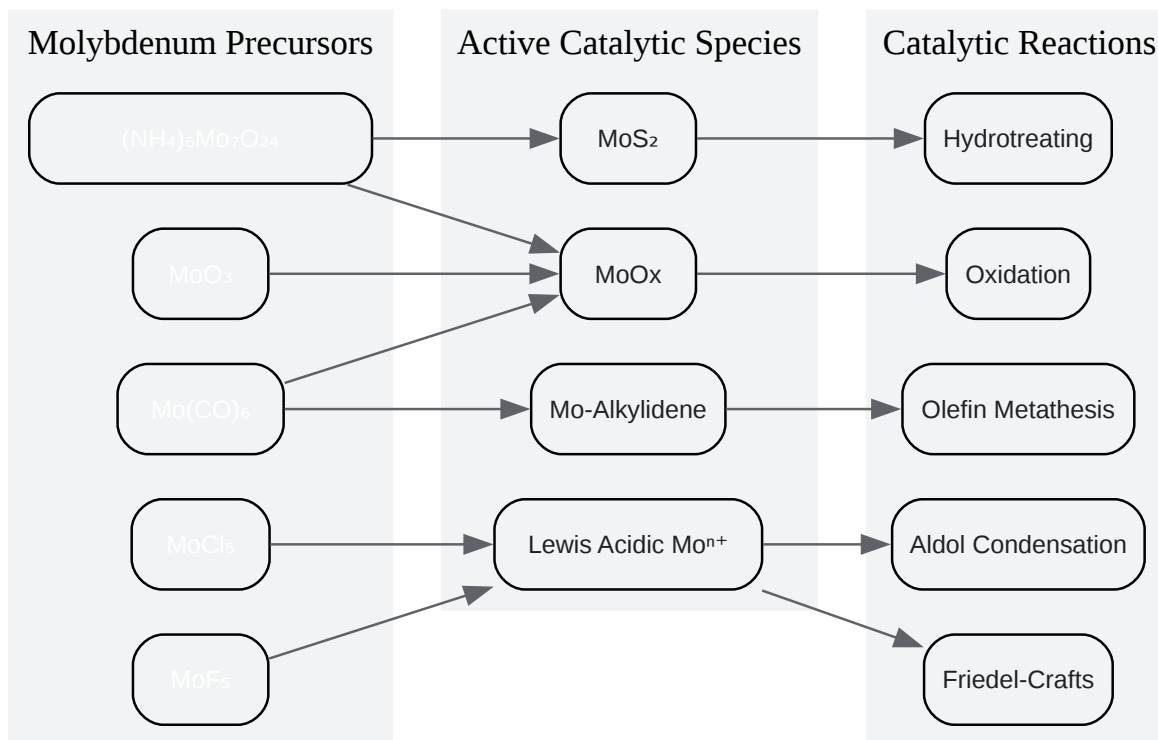 Molybdenum Precursors
Active Catalytic Species
Catalytic Reactions
(NH₄)₆Mo₇O₂₄
MoS₂
Hydrotreating
MoO₃
MoOx
Oxidation
Mo(CO)₆
Mo-Alkylidene
Olefin Metathesis
MoCl₅
Lewis Acidic Moⁿ⁺
Aldol Condensation
MoF₅
Friedel-Crafts